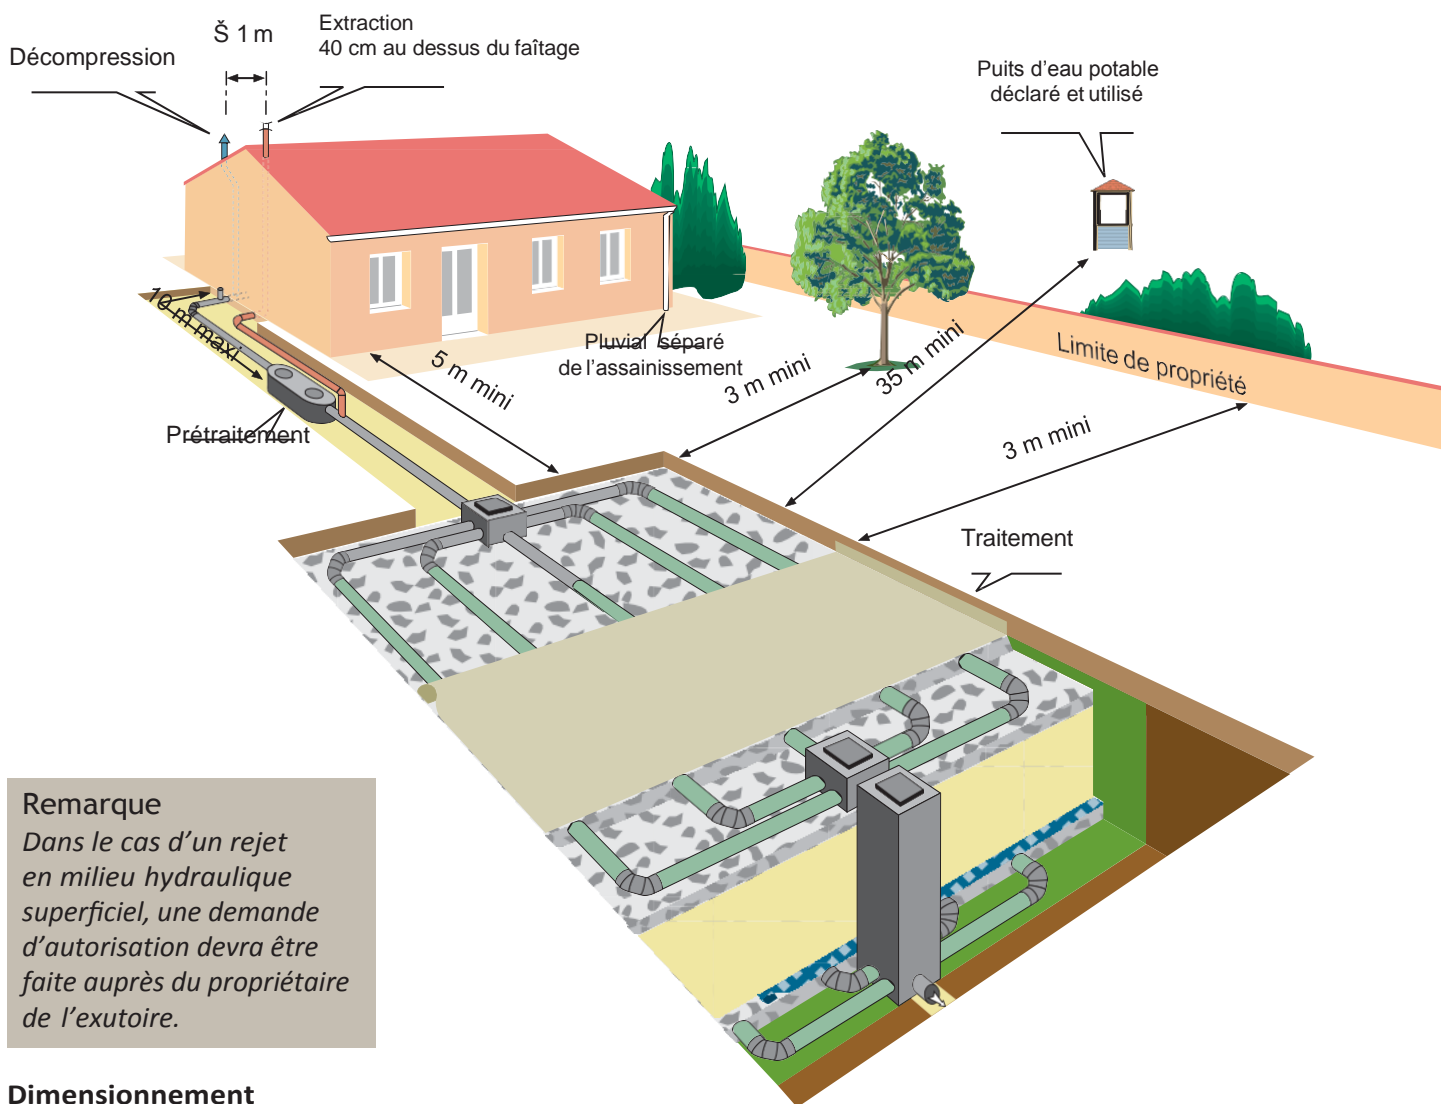 Š 1 m
Extraction
40 cm au dessus du faîtage
Décompression
Puits d'eau potable
déclaré et utilisé
10 m maxi
Pluvial séparé
de l'assainissement
5 m mini
3 m mini
35 m mini
Limite de propriété
3 m mini
Prétraitement
Traitement
Remarque
Dans le cas d'un rejet
en milieu hydraulique
superficiel, une demande
d'autorisation devra être
faite auprès du propriétaire
de l'exutoire.
Dimensionnement